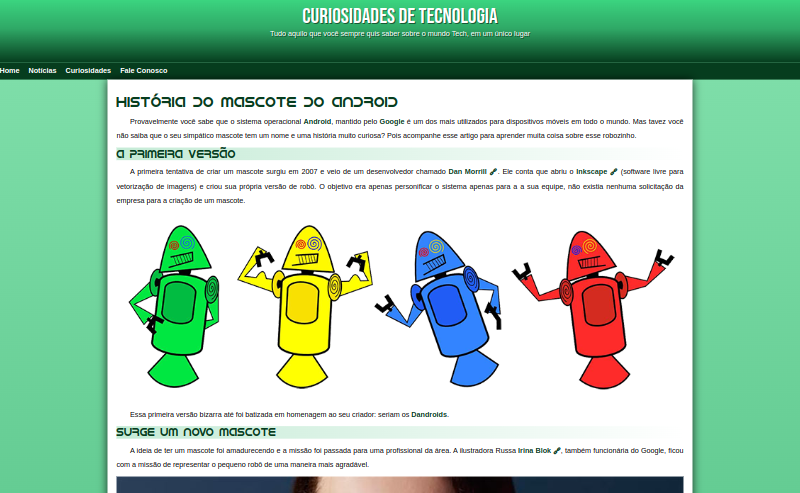 CURIOSIDADES DE TECNOLOGIA
Tudo aquilo que você sempre quis saber sobre o mundo Tech, em um único lugar
Home Notícias Curiosidades Fale Conosco
HISTÓRIA DO MASCOTE DO ANDROID
Provavelmente você sabe que o sistema operacional Android, mantido pelo Google é um dos mais utilizados para dispositivos móveis em todo o mundo. Mas tavez você
não saiba que o seu simpático mascote tem um nome e uma história muito curiosa? Pois acompanhe esse artigo para aprender muita coisa sobre esse robozinho.
A PRIMEIRA VERSÃO
A primeira tentativa de criar um mascote surgiu em 2007 e veio de um desenvolvedor chamado Dan Morrill. Ele conta que abriu o Inkscape (software livre para
vetorização de imagens) e criou sua própria versão de robô. O objetivo era apenas personificar o sistema apenas para a a sua equipe, não existia nenhuma solicitação da
empresa para a criação de um mascote.
Essa primeira versão bizarra até foi batizada em homenagem ao seu criador: seriam os Dandroids.
SURGE UM NOVO MASCOTE
A ideia de ter um mascote foi amadurecendo e a missão foi passada para uma profissional da área. A ilustradora Russa Irina Blok, também funcionária do Google, ficou
com a missão de representar o pequeno robô de uma maneira mais agradável.